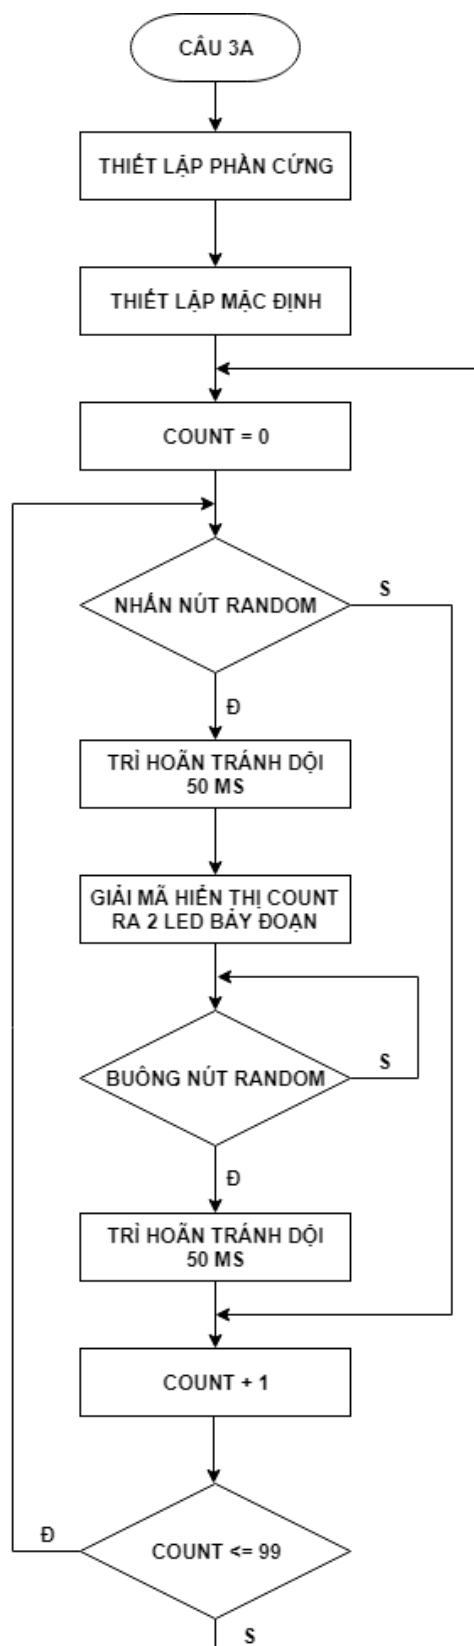 CÂU 3A
THIẾT LẬP PHẦN CỨNG
THIẾT LẬP MẶC ĐỊNH
COUNT = 0
NHẤN NÚT RANDOM
S
Đ
TRÌ HOÃN TRÁNH DỘI
50 MS
GIẢI MÃ HIỂN THỊ COUNT
RA 2 LED BẢY ĐOẠN
BUÔNG NÚT RANDOM
S
Đ
TRÌ HOÃN TRÁNH DỘI
50 MS
COUNT + 1
Đ
COUNT <= 99
S